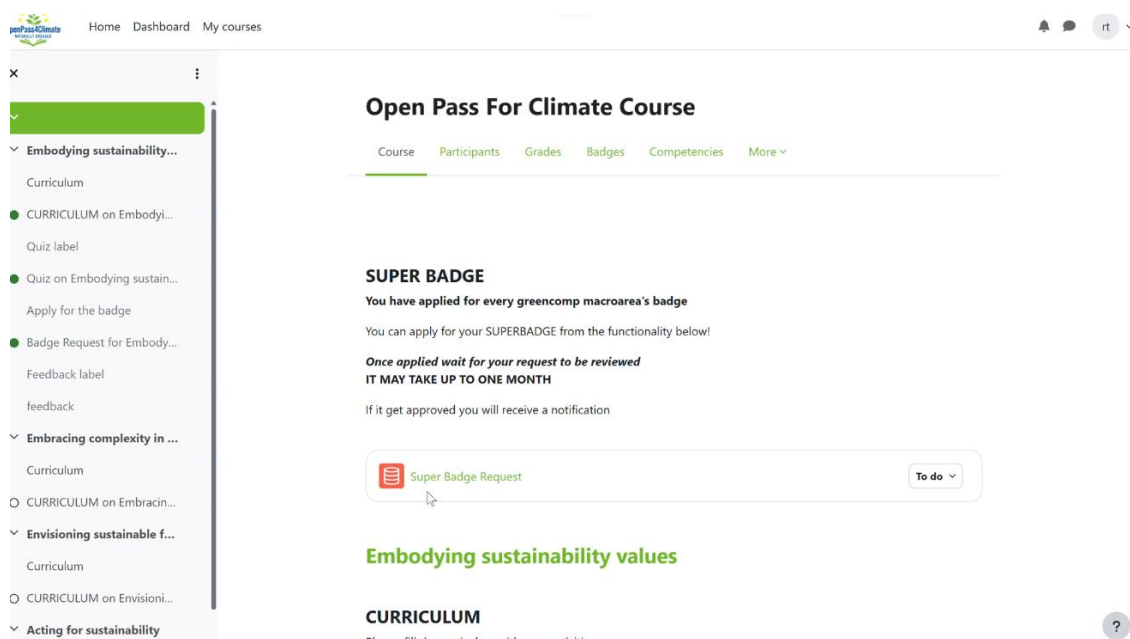 penPass4Climate
NATURALLY ENGAGED
Home Dashboard My courses
rt
Embodying sustainability...
Curriculum
CURRICULUM on Embodyi...
Quiz label
Quiz on Embodying sustain...
Apply for the badge
Badge Request for Embody...
Feedback label
feedback
Embracing complexity in ...
Curriculum
CURRICULUM on Embracin...
Envisioning sustainable f...
Curriculum
CURRICULUM on Envisioni...
Acting for sustainability
Open Pass For Climate Course
Course Participants Grades Badges Competencies More
SUPER BADGE
You have applied for every greencomp macroarea's badge
You can apply for your SUPERBADGE from the functionality below!
Once applied wait for your request to be reviewed
IT MAY TAKE UP TO ONE MONTH
If it get approved you will receive a notification
Super Badge Request
To do
Embodying sustainability values
CURRICULUM
?